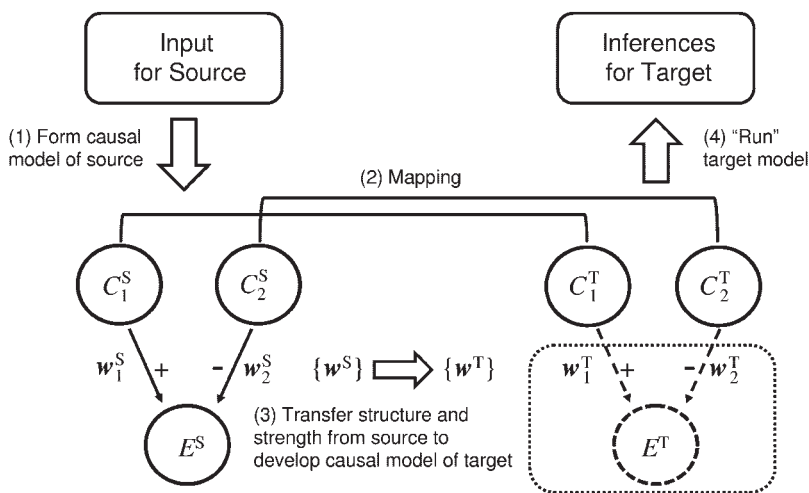 Input
for Source
Inferences
for Target
(1) Form causal
model of source
(4) “Run”
target model
(2) Mapping
C₁ˢ
C₂ˢ
C₁ᵀ
C₂ᵀ
w₁ˢ
+
-
w₂ˢ
{wˢ}
{wᵀ}
w₁ᵀ
+
-
w₂ᵀ
(3) Transfer structure and
strength from source to
develop causal model of target
Eˢ
Eᵀ